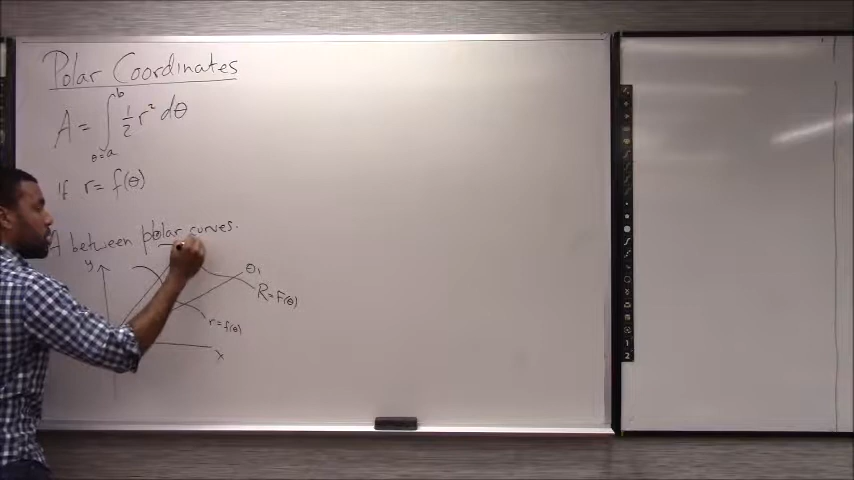 Polar Coordinates
A = ∫_{θ=a}^{b} 1/2 r² dθ
If r = f(θ)
A between polar curves.
y
θ₁
R = F(θ)
r = f(θ)
x